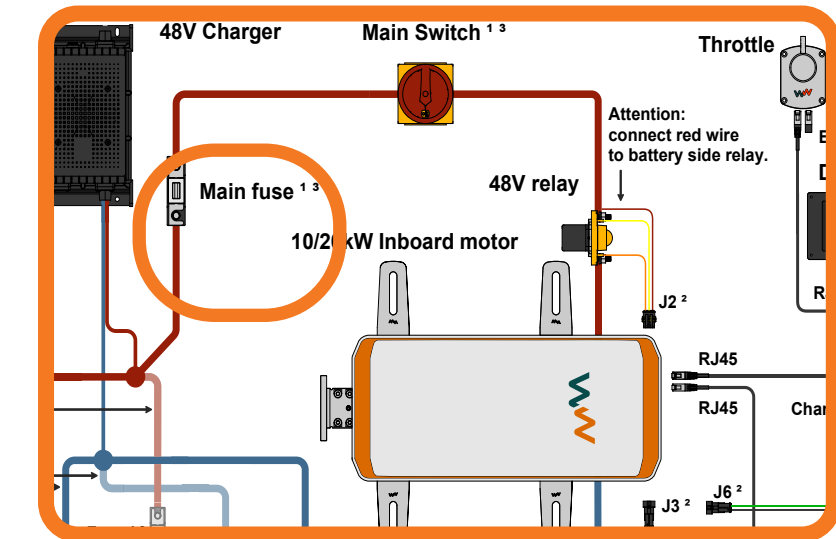 48V Charger
Main Switch ¹ ³
Throttle
Attention:
connect red wire
to battery side relay.
Main fuse ¹ ³
48V relay
10/20kW Inboard motor
J2 ²
RJ45
RJ45
J3 ²
J6 ²